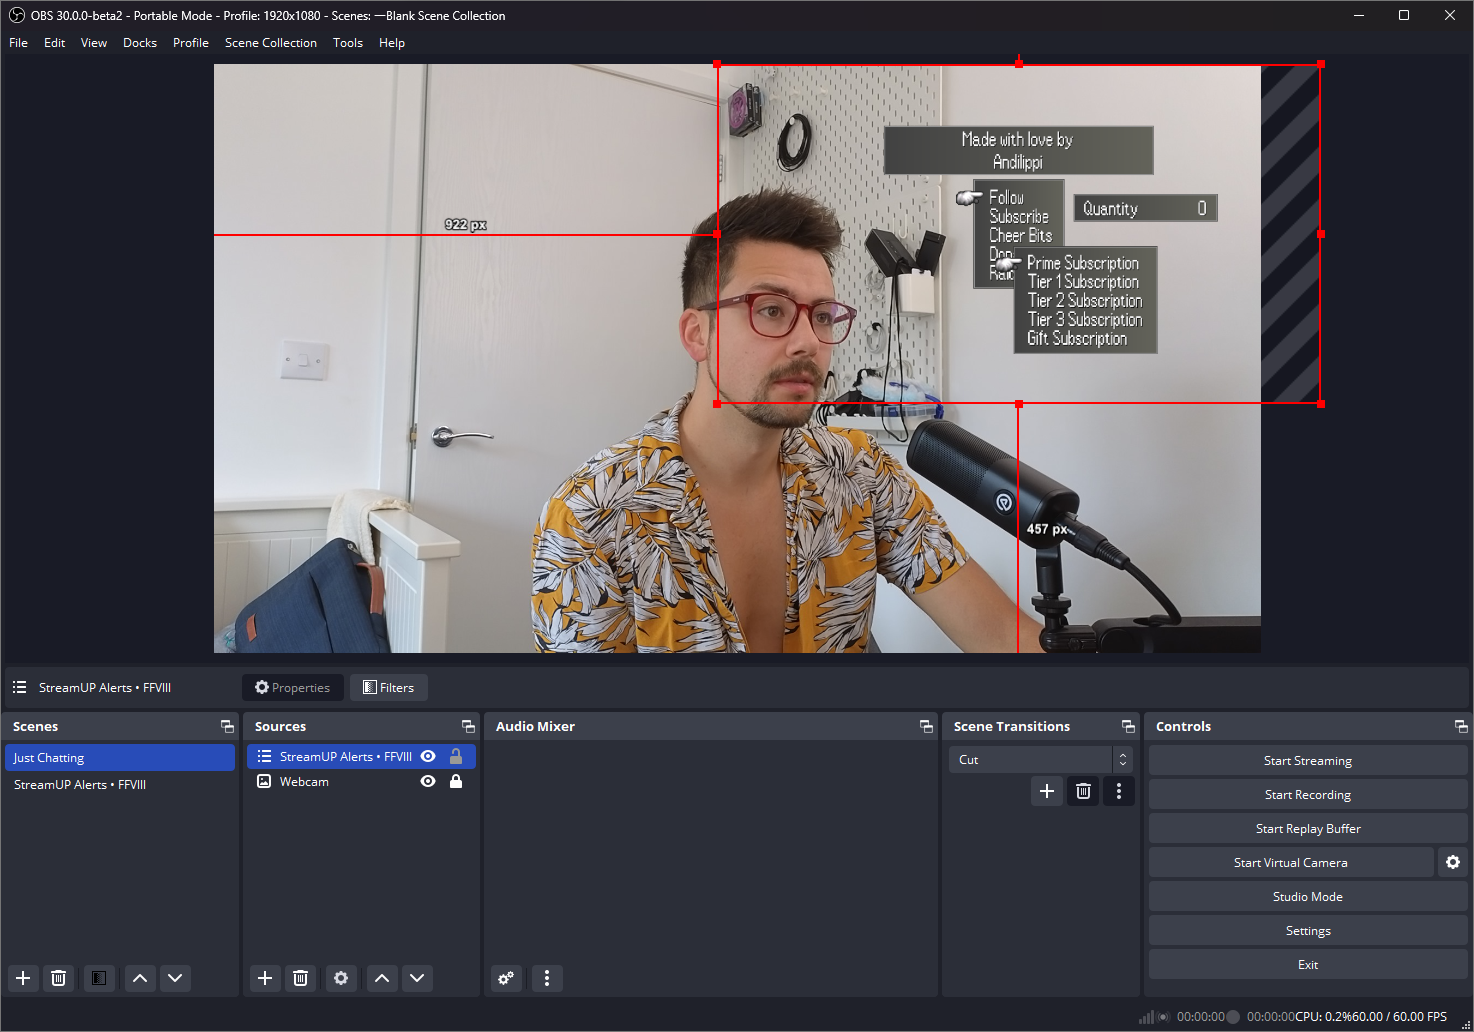 OBS 30.0.0-beta2 - Portable Mode - Profile: 1920x1080 - Scenes: —Blank Scene Collection
File Edit View Docks Profile Scene Collection Tools Help
Made with love by
Andilippi
922 px
Follow
Subscribe
Cheer Bits
Quantity 0
Prime Subscription
Tier 1 Subscription
Tier 2 Subscription
Tier 3 Subscription
Gift Subscription
457 px
StreamUP Alerts • FFVIII Properties Filters
Scenes
Just Chatting
StreamUP Alerts • FFVIII
Sources
StreamUP Alerts • FFVIII
Webcam
Audio Mixer
Scene Transitions
Cut
Controls
Start Streaming
Start Recording
Start Replay Buffer
Start Virtual Camera
Studio Mode
Settings
Exit
00:00:00 00:00:00 CPU: 0.2% 60.00 / 60.00 FPS